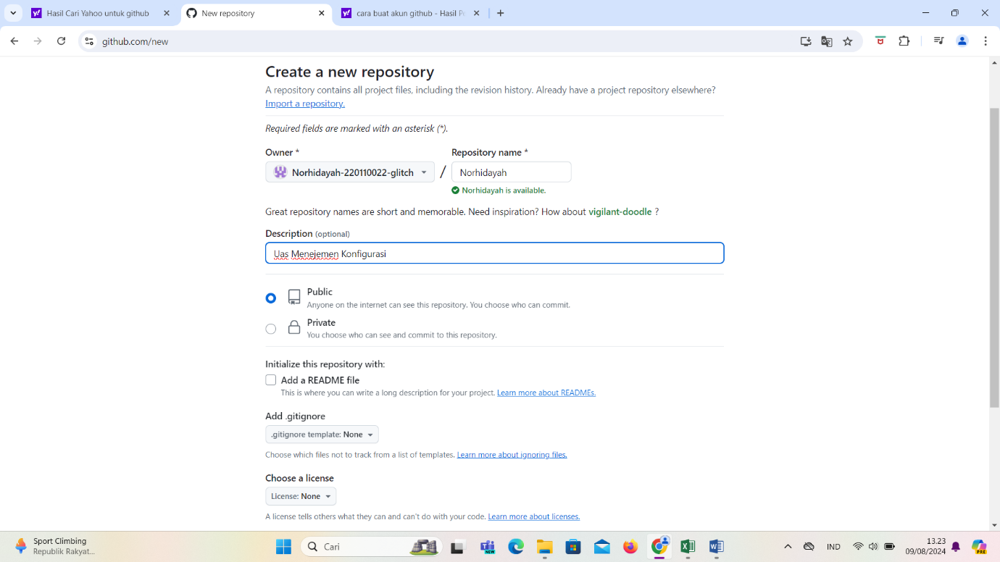 Hasil Cari Yahoo untuk github
New repository
cara buat akun github - Hasil P
github.com/new
Create a new repository
A repository contains all project files, including the revision history. Already have a project repository elsewhere?
Import a repository.
Required fields are marked with an asterisk (*).
Owner *
Repository name *
Norhidayah-220110022-glitch
/
Norhidayah
Norhidayah is available.
Great repository names are short and memorable. Need inspiration? How about vigilant-doodle ?
Description (optional)
Uas Menejemen Konfigurasi
Public
Anyone on the internet can see this repository. You choose who can commit.
Private
You choose who can see and commit to this repository.
Initialize this repository with:
Add a README file
This is where you can write a long description for your project. Learn more about READMEs.
Add .gitignore
.gitignore template: None
Choose which files not to track from a list of templates. Learn more about ignoring files.
Choose a license
License: None
A license tells others what they can and can't do with your code. Learn more about licenses.
Sport Climbing
Republik Rakyat...
Cari
NEW
IND
13.23
09/08/2024
PRE